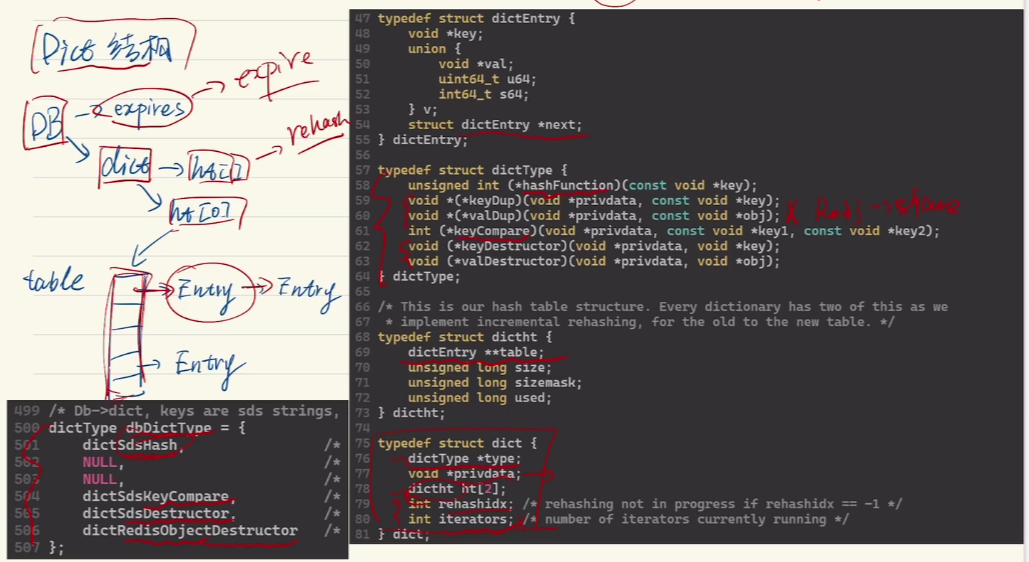 Dict 结构
expire
DB → expires
rehash
dict → ht[1]
ht[0]
table
Entry → Entry
Entry
499 /* Db->dict, keys are sds strings,
500 dictType dbDictType = {
501 dictSdsHash, /*
502 NULL, /*
503 NULL, /*
504 dictSdsKeyCompare, /*
505 dictSdsDestructor, /*
506 dictRedisObjectDestructor /*
507 };
47 typedef struct dictEntry {
48 void *key;
49 union {
50 void *val;
51 uint64_t u64;
52 int64_t s64;
53 } v;
54 struct dictEntry *next;
55 } dictEntry;
56
57 typedef struct dictType {
58 unsigned int (*hashFunction)(const void *key);
59 void *(*keyDup)(void *privdata, const void *key);
60 void *(*valDup)(void *privdata, const void *obj);
61 int (*keyCompare)(void *privdata, const void *key1, const void *key2);
62 void (*keyDestructor)(void *privdata, void *key);
63 void (*valDestructor)(void *privdata, void *obj);
64 } dictType;
65
66 /* This is our hash table structure. Every dictionary has two of this as we
67 * implement incremental rehashing, for the old to the new table. */
68 typedef struct dictht {
69 dictEntry **table;
70 unsigned long size;
71 unsigned long sizemask;
72 unsigned long used;
73 } dictht;
74
75 typedef struct dict {
76 dictType *type;
77 void *privdata;
78 dictht ht[2];
79 int rehashidx; /* rehashing not in progress if rehashidx == -1 */
80 int iterators; /* number of iterators currently running */
81 } dict;